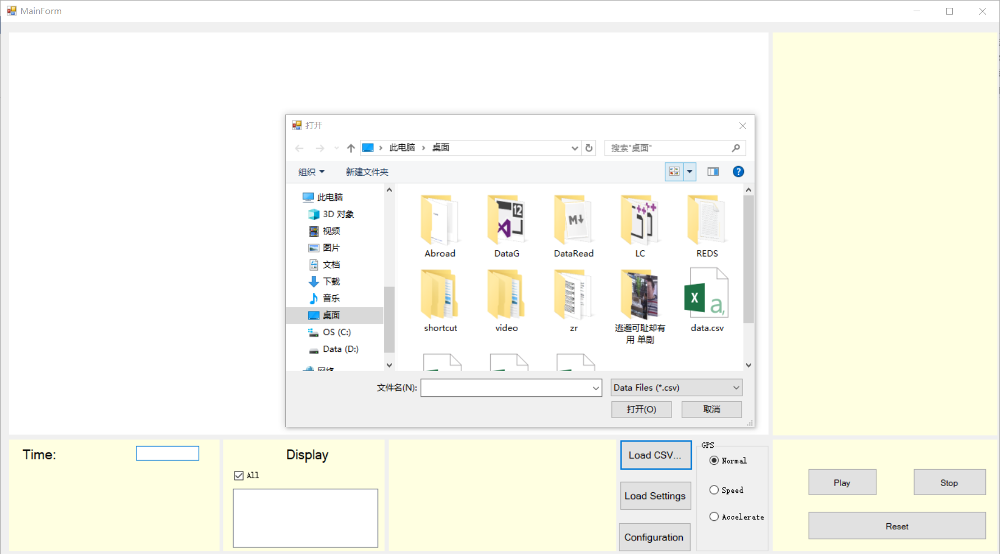 MainForm
打开
此电脑
桌面
搜索"桌面"
组织
新建文件夹
此电脑
3D 对象
视频
图片
文档
下载
音乐
桌面
OS (C:)
Data (D:)
网络
Abroad
DataG
DataRead
LC
REDS
shortcut
video
zr
逃避可耻却有
用 单剧
data.csv
文件名(N):
Data Files (*.csv)
打开(O)
取消
Time:
Display
All
Load CSV...
Load Settings
Configuration
GPS
Normal
Speed
Accelerate
Play
Stop
Reset